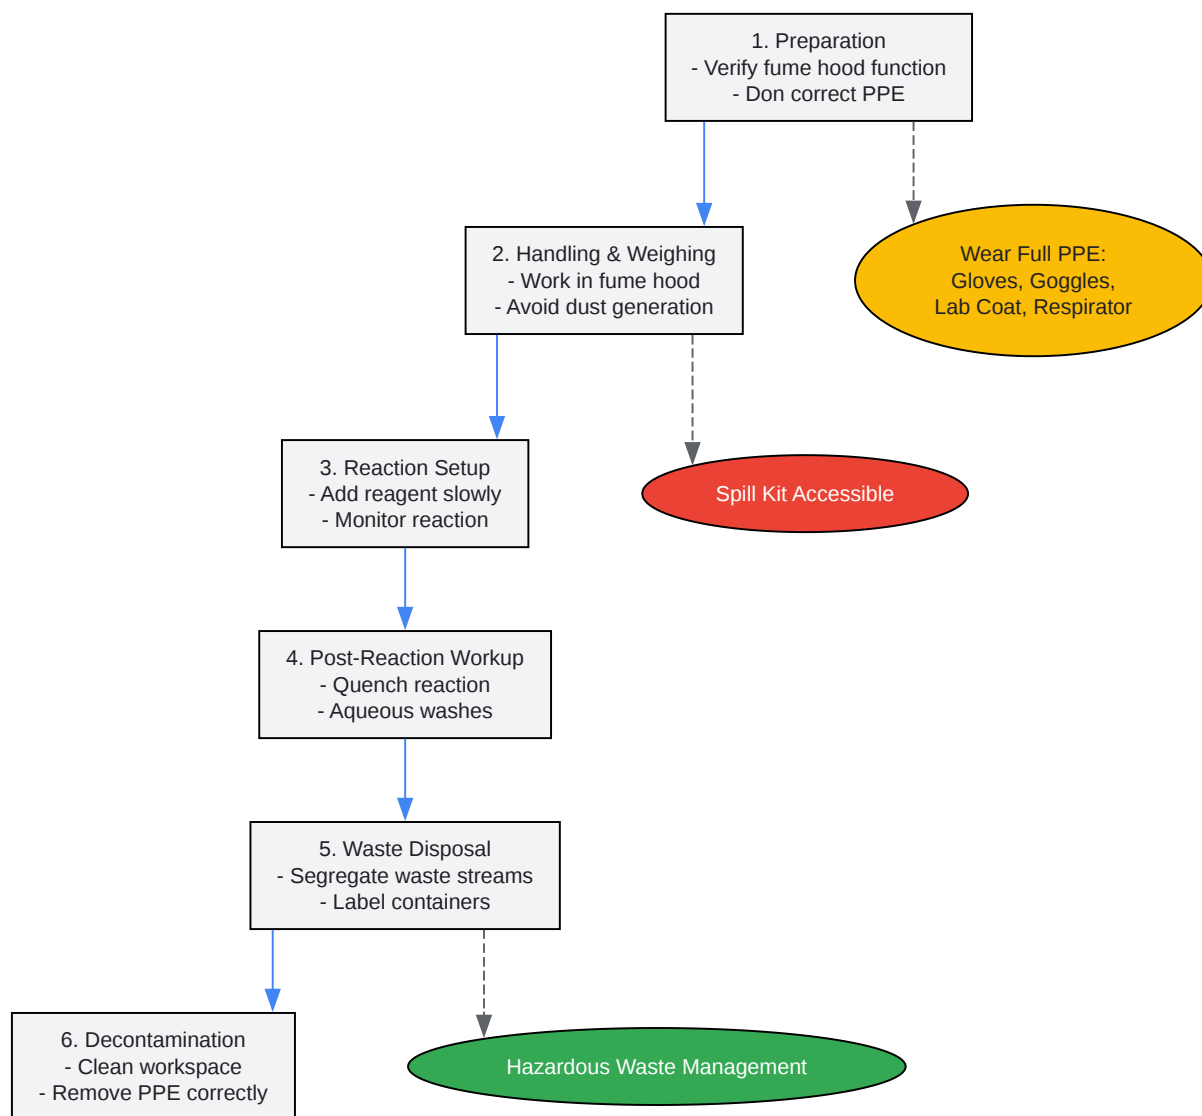 1. Preparation
- Verify fume hood function
- Don correct PPE
2. Handling & Weighing
- Work in fume hood
- Avoid dust generation
Wear Full PPE:
Gloves, Goggles,
Lab Coat, Respirator
3. Reaction Setup
- Add reagent slowly
- Monitor reaction
Spill Kit Accessible
4. Post-Reaction Workup
- Quench reaction
- Aqueous washes
5. Waste Disposal
- Segregate waste streams
- Label containers
6. Decontamination
- Clean workspace
- Remove PPE correctly
Hazardous Waste Management